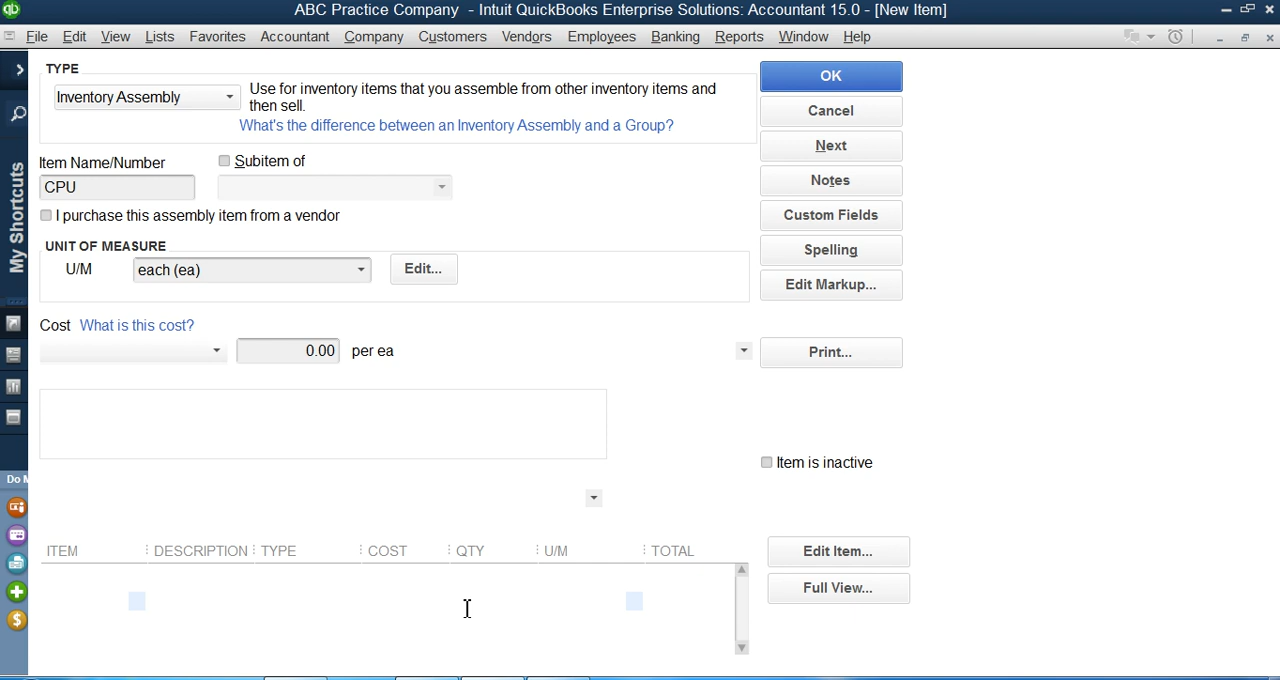 ABC Practice Company - Intuit QuickBooks Enterprise Solutions: Accountant 15.0 - [New Item]
File Edit View Lists Favorites Accountant Company Customers Vendors Employees Banking Reports Window Help
My Shortcuts
TYPE
Inventory Assembly
Use for inventory items that you assemble from other inventory items and
then sell.
What's the difference between an Inventory Assembly and a Group?
OK
Cancel
Next
Notes
Custom Fields
Spelling
Edit Markup...
Item Name/Number
Subitem of
CPU
I purchase this assembly item from a vendor
UNIT OF MEASURE
U/M each (ea) Edit...
Cost What is this cost?
0.00 per ea
Print...
Item is inactive
Do M
ITEM DESCRIPTION TYPE COST QTY U/M TOTAL
Edit Item...
Full View...